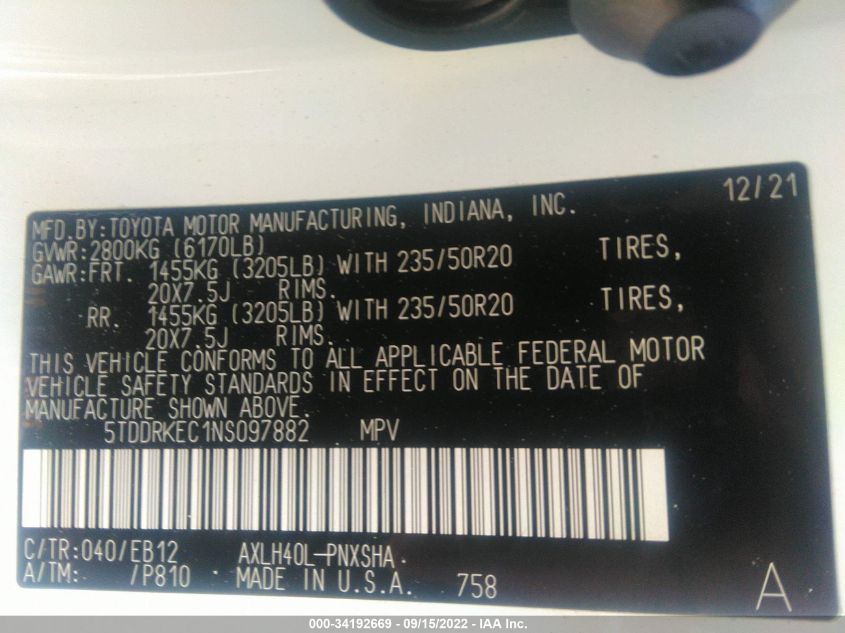 12/21
MFD.BY:TOYOTA MOTOR MANUFACTURING, INDIANA, INC.
GVWR:2800KG (6170LB)
GAWR:FRT. 1455KG (3205LB) WITH 235/50R20 TIRES,
20X7.5J RIMS.
RR. 1455KG (3205LB) WITH 235/50R20 TIRES,
20X7.5J RIMS.
THIS VEHICLE CONFORMS TO ALL APPLICABLE FEDERAL MOTOR
VEHICLE SAFETY STANDARDS IN EFFECT ON THE DATE OF
MANUFACTURE SHOWN ABOVE.
5TDDRKEC1NS097882 MPV
C/TR:040/EB12 AXLH40L-PNXSHA
A/TM: /P810 MADE IN U.S.A. 758 A
000-34192669 - 09/15/2022 - IAA Inc.